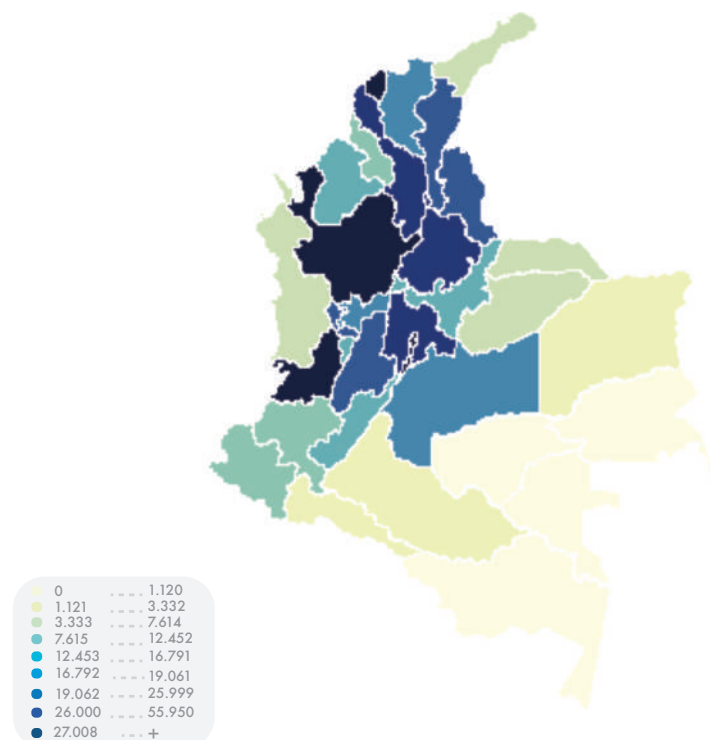 0 ..... 1.120
1.121 ..... 3.332
3.333 ..... 7.614
7.615 ..... 12.452
12.453 ..... 16.791
16.792 ..... 19.061
19.062 ..... 25.999
26.000 ..... 55.950
27.008 .... +